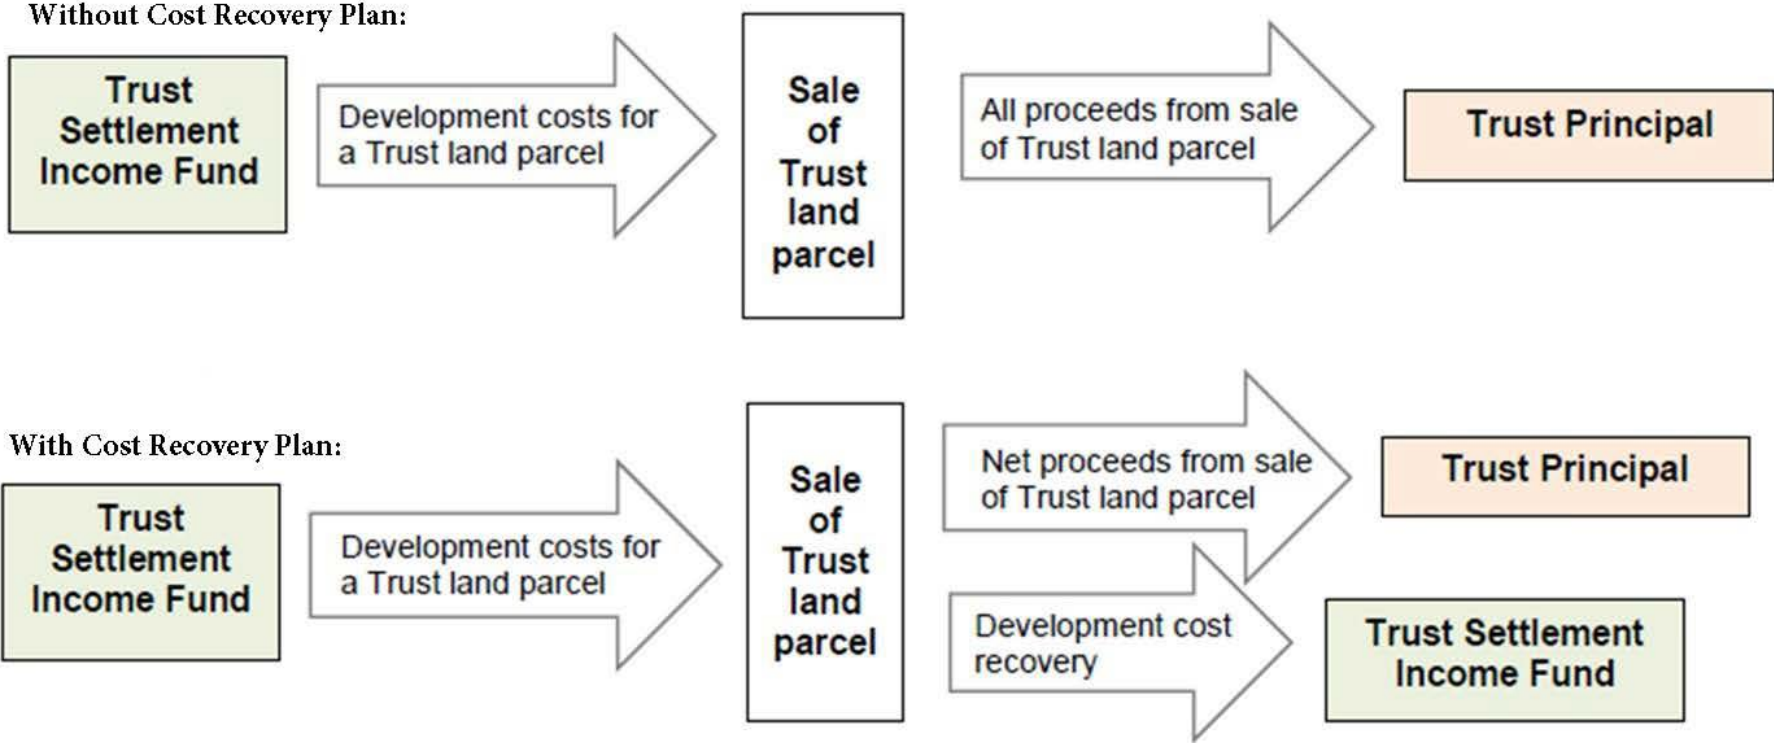 Without Cost Recovery Plan:
Trust
Settlement
Income Fund
Development costs for
a Trust land parcel
Sale
of
Trust
land
parcel
All proceeds from sale
of Trust land parcel
Trust Principal
With Cost Recovery Plan:
Trust
Settlement
Income Fund
Development costs for
a Trust land parcel
Sale
of
Trust
land
parcel
Net proceeds from sale
of Trust land parcel
Trust Principal
Development cost
recovery
Trust Settlement
Income Fund